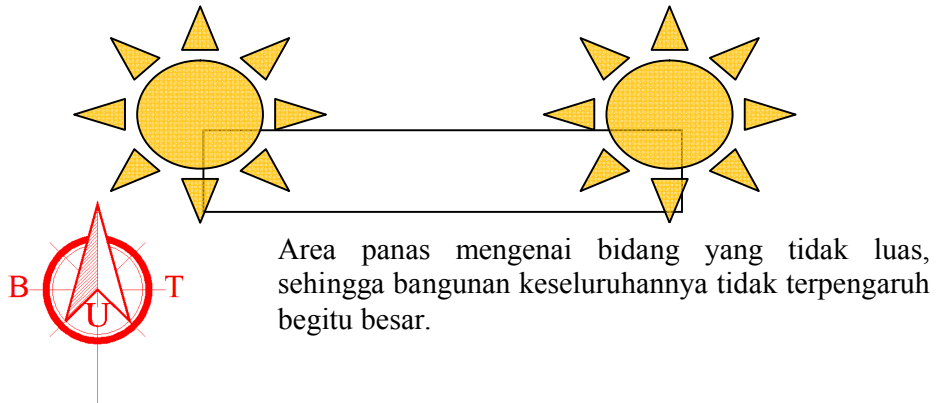 Area panas mengenai bidang yang tidak luas,
sehingga bangunan keseluruhannya tidak terpengaruh
begitu besar.
B T
U